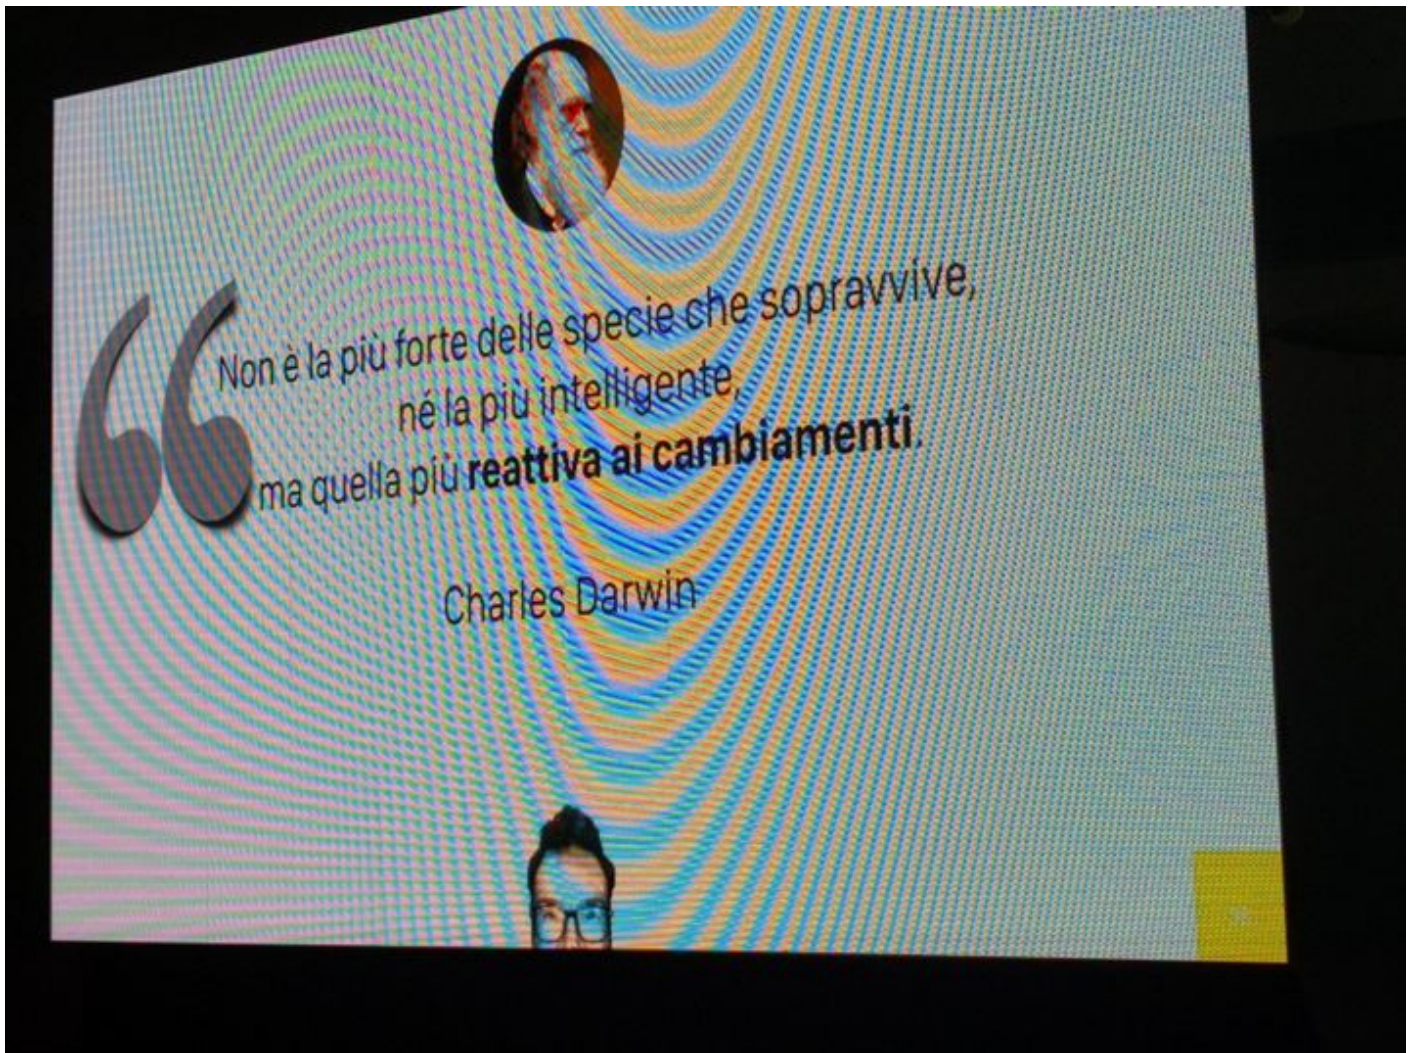 Non è la più forte delle specie che sopravvive,
né la più intelligente,
ma quella più reattiva ai cambiamenti.
Charles Darwin